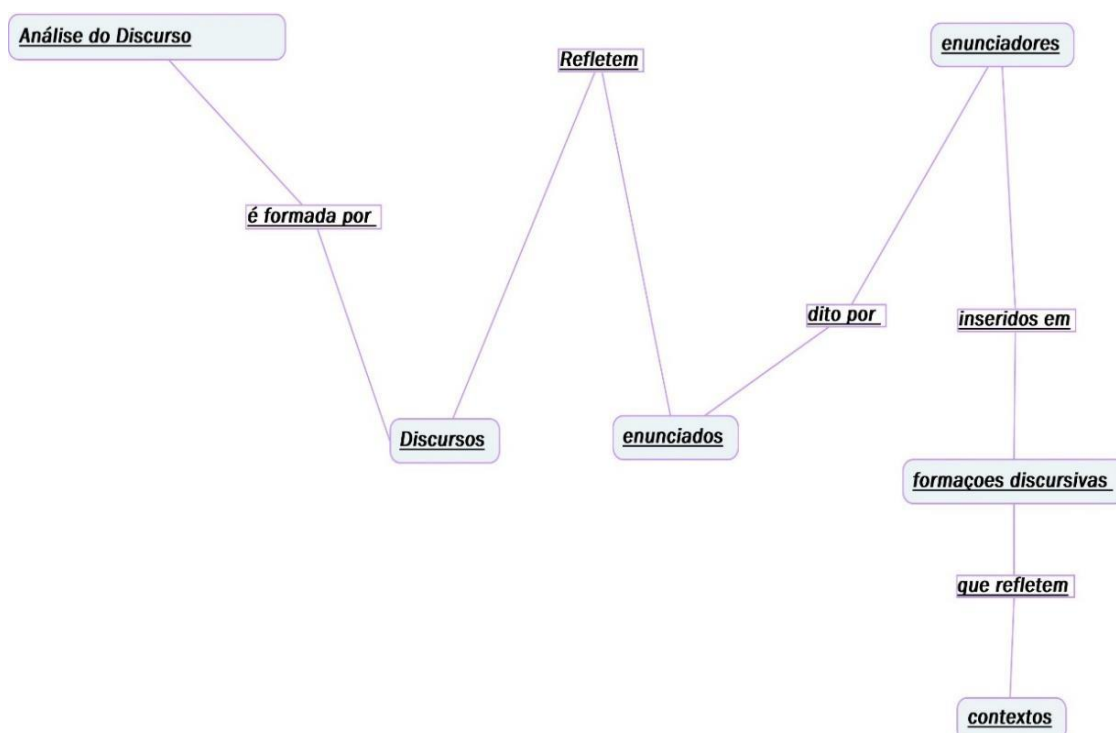 Análise do Discurso
é formada por
Discursos
Refletem
enunciados
dito por
enunciadores
inseridos em
formaçoes discursivas
que refletem
contextos